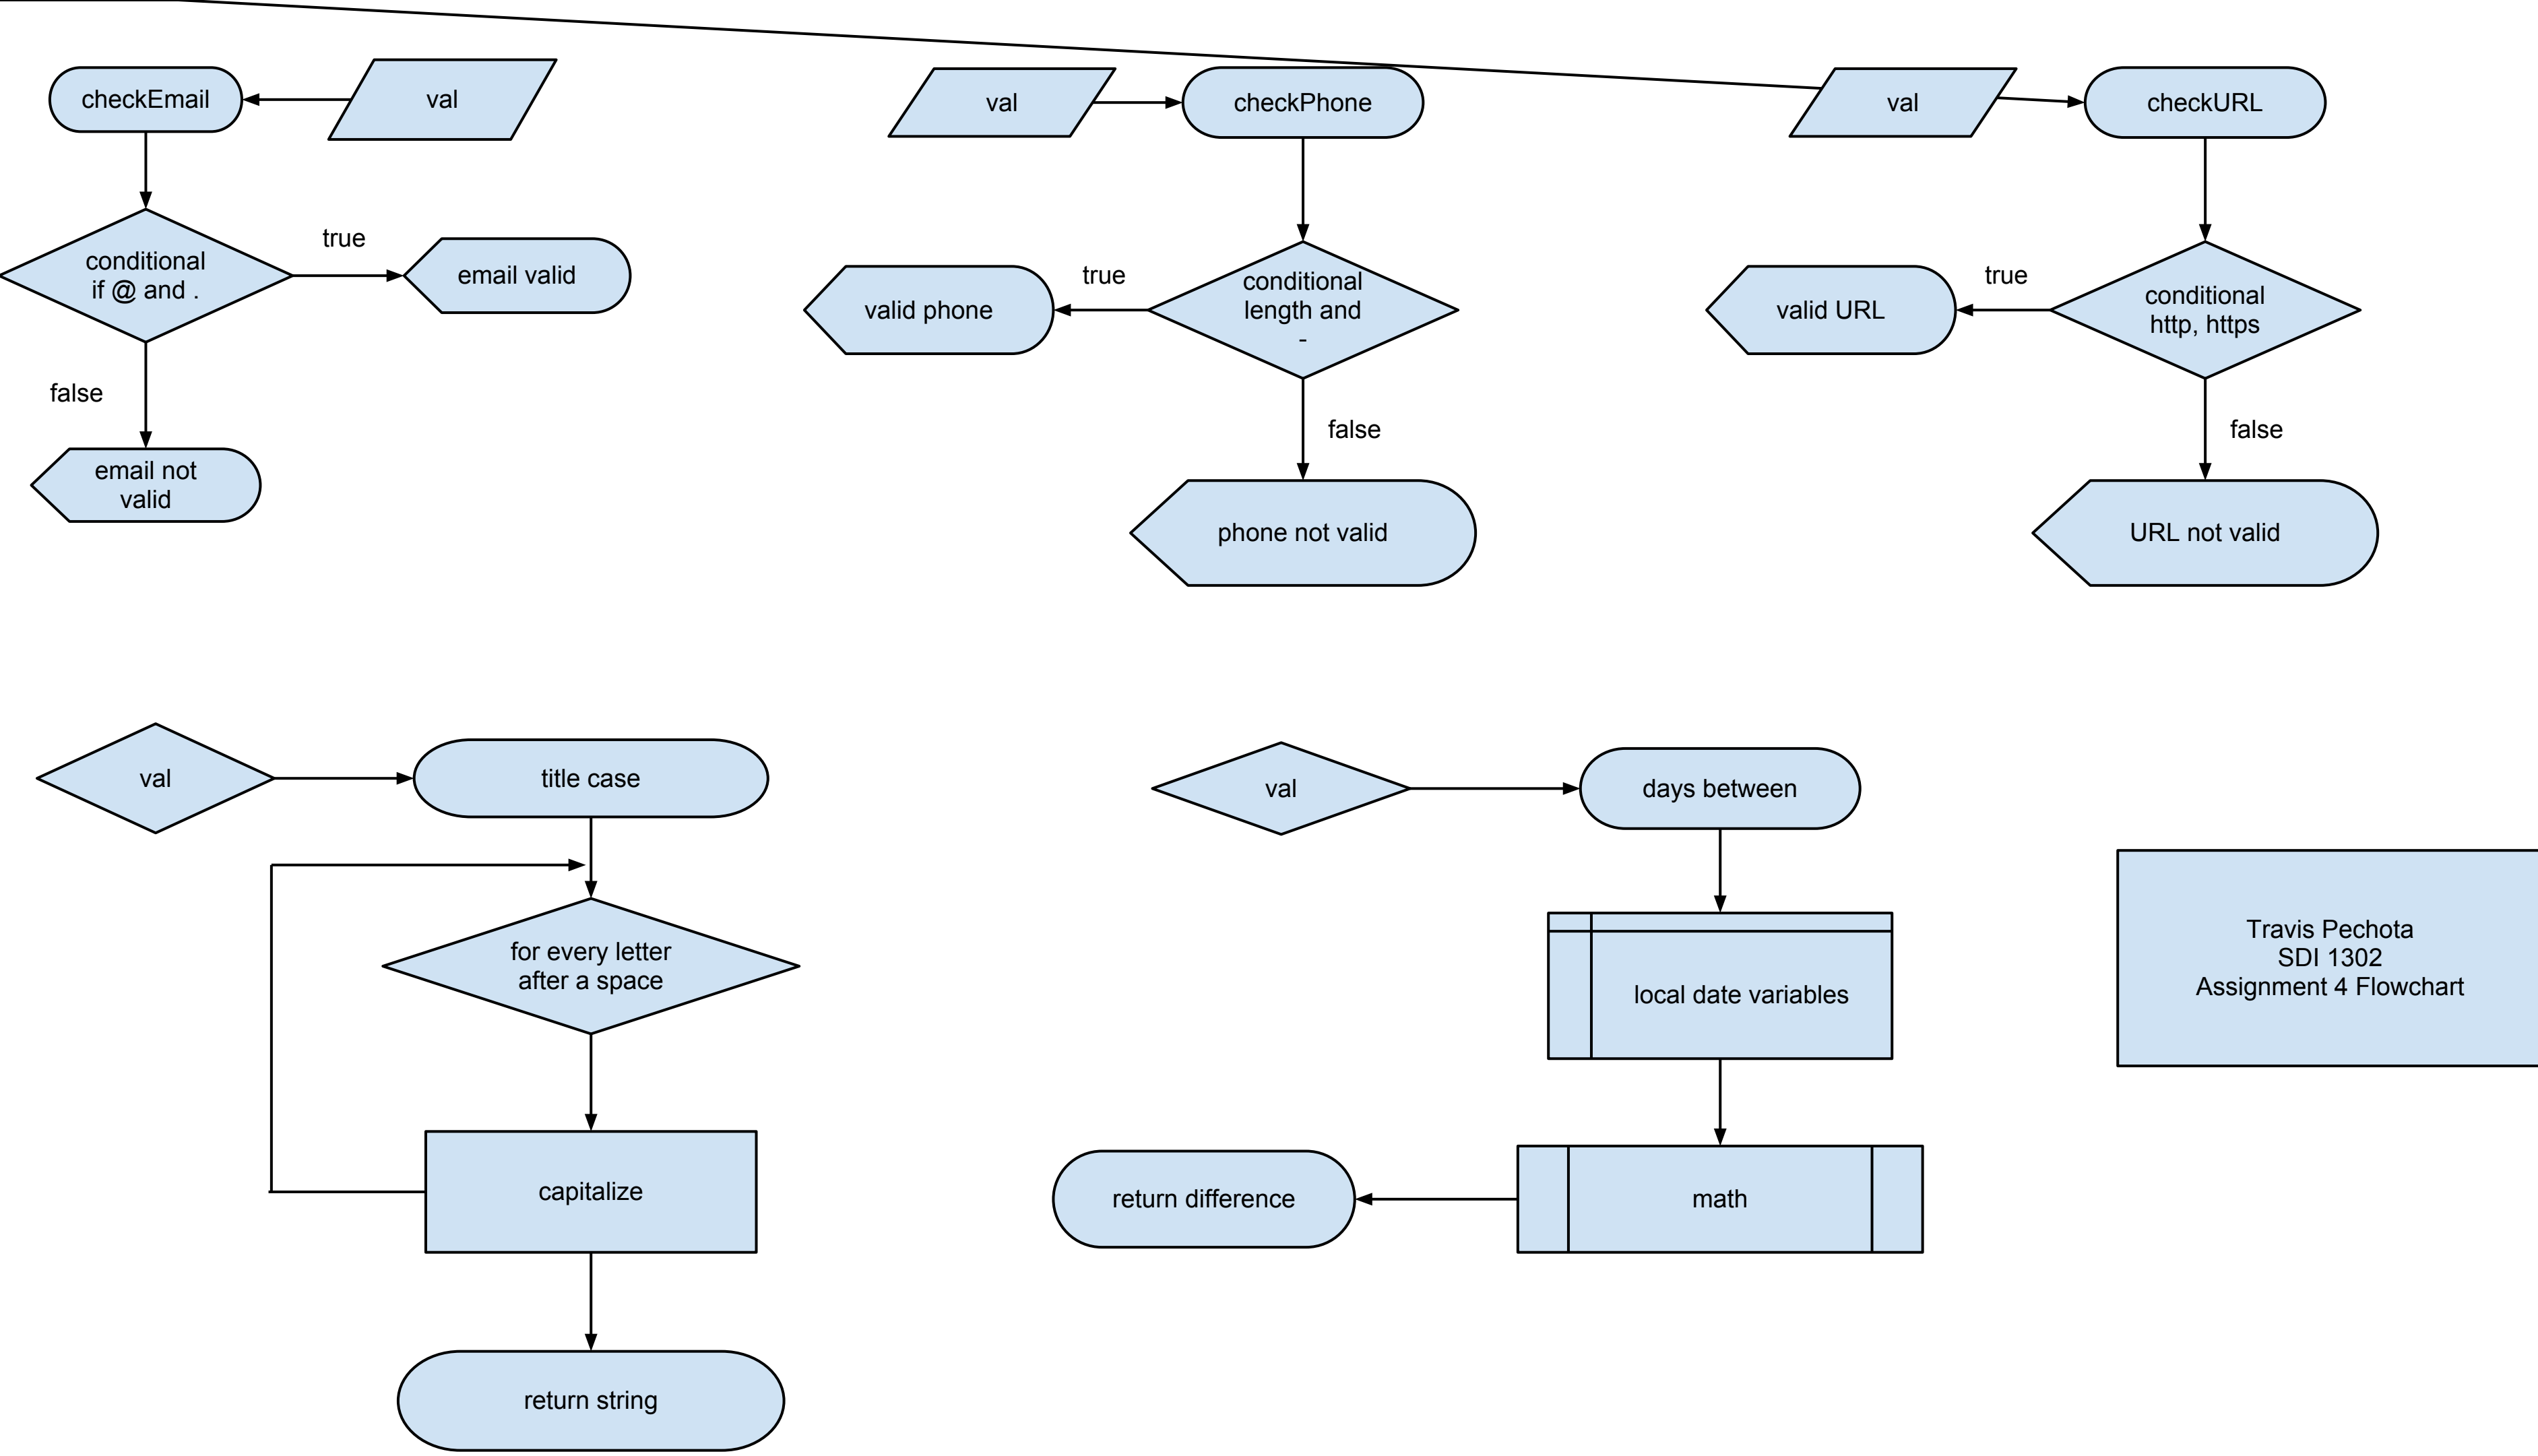 checkEmail
val
conditional
if @ and .
true
email valid
false
email not
valid
val
checkPhone
conditional
length and
-
true
valid phone
false
phone not valid
val
checkURL
conditional
http, https
true
valid URL
false
URL not valid
val
title case
for every letter
after a space
capitalize
return string
val
days between
local date variables
math
return difference
Travis Pechota
SDI 1302
Assignment 4 Flowchart